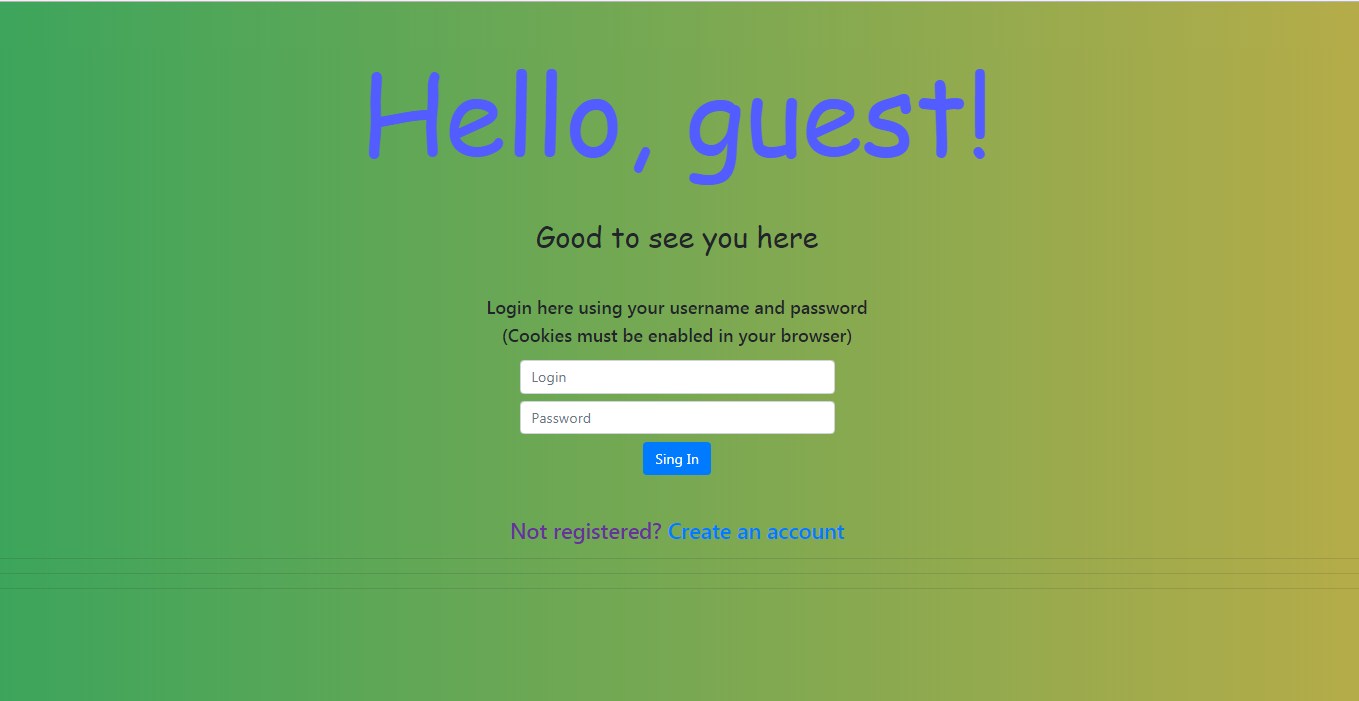 Hello, guest!
Good to see you here
Login here using your username and password
(Cookies must be enabled in your browser)
Login
Password
Sing In
Not registered? Create an account